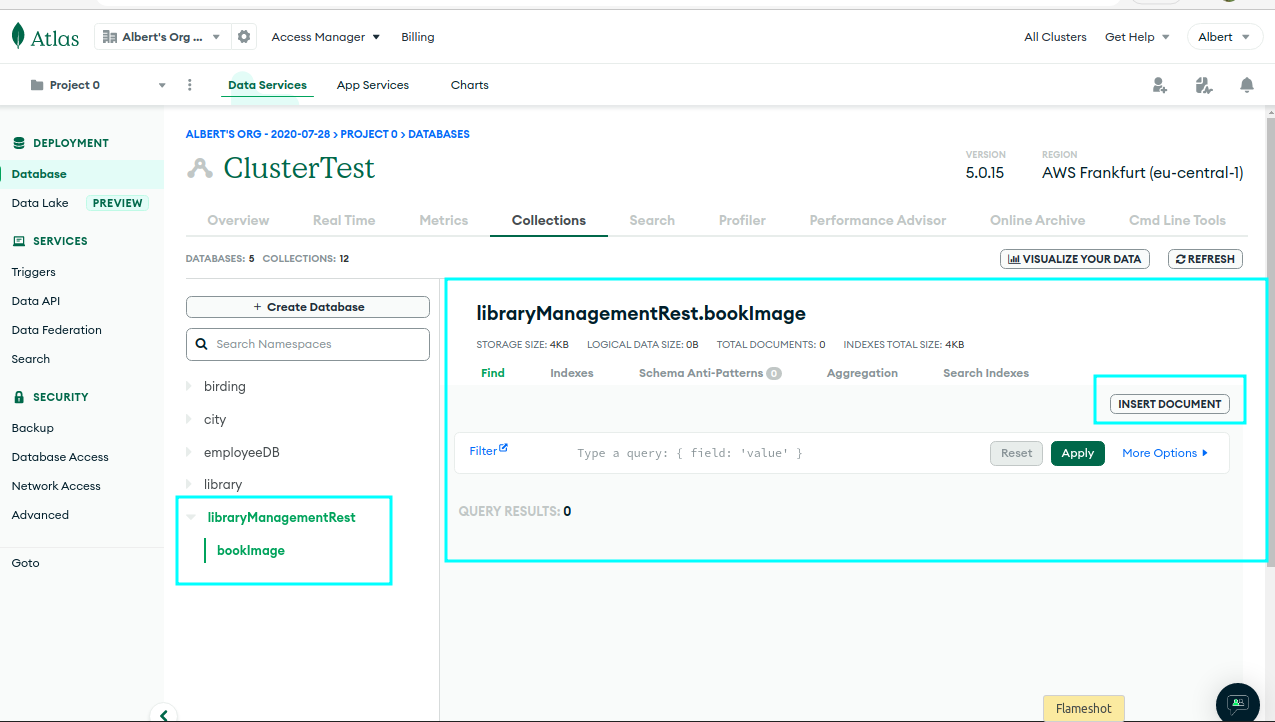 Atlas
Albert's Org ...
Access Manager
Billing
All Clusters
Get Help
Albert
Project 0
Data Services
App Services
Charts
DEPLOYMENT
Database
Data Lake PREVIEW
SERVICES
Triggers
Data API
Data Federation
Search
SECURITY
Backup
Database Access
Network Access
Advanced
Goto
ALBERT'S ORG - 2020-07-28 > PROJECT 0 > DATABASES
ClusterTest
VERSION
5.0.15
REGION
AWS Frankfurt (eu-central-1)
Overview Real Time Metrics Collections Search Profiler Performance Advisor Online Archive Cmd Line Tools
DATABASES: 5 COLLECTIONS: 12
VISUALIZE YOUR DATA
REFRESH
+ Create Database
Search Namespaces
birding
city
employeeDB
library
libraryManagementRest
bookImage
libraryManagementRest.bookImage
STORAGE SIZE: 4KB LOGICAL DATA SIZE: 0B TOTAL DOCUMENTS: 0 INDEXES TOTAL SIZE: 4KB
Find Indexes Schema Anti-Patterns 0 Aggregation Search Indexes
INSERT DOCUMENT
Filter Type a query: { field: 'value' } Reset Apply More Options
QUERY RESULTS: 0
Flameshot